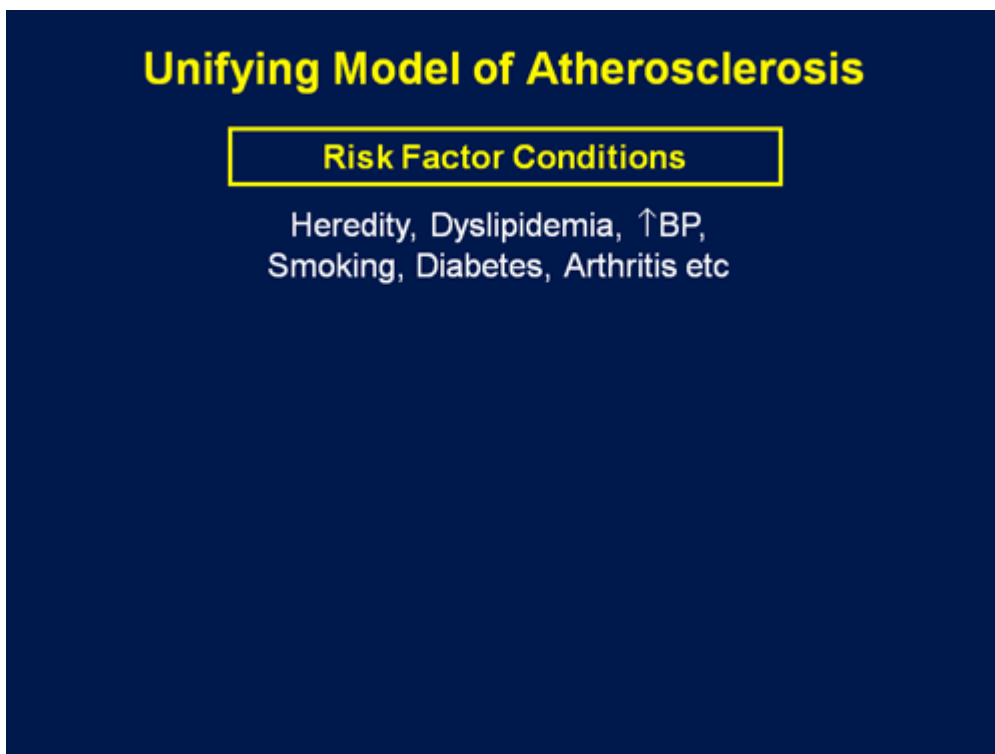 Unifying Model of Atherosclerosis
Risk Factor Conditions
Heredity, Dyslipidemia, ↑BP,
Smoking, Diabetes, Arthritis etc